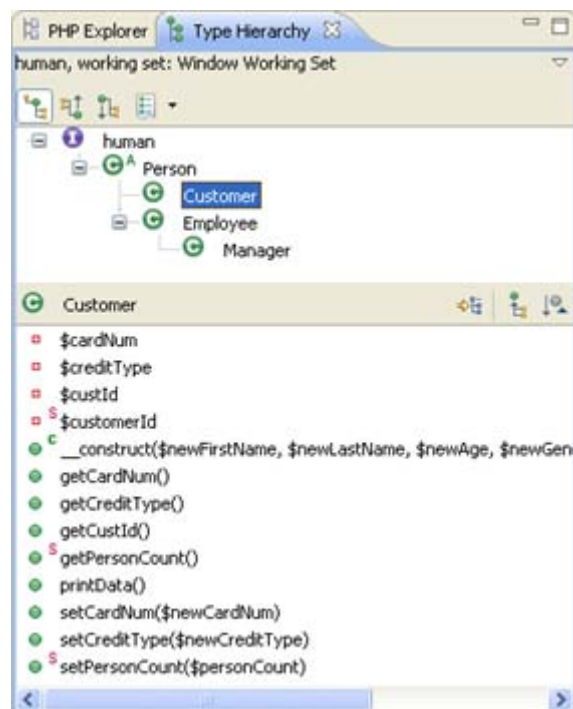 PHP Explorer Type Hierarchy
human, working set: Window Working Set
I human
C A Person
C Customer
C Employee
C Manager
C Customer
$cardNum
$creditType
$custId
S $customerId
C __construct($newFirstName, $newLastName, $newAge, $newGen
getCardNum()
getCreditType()
getCustId()
S getPersonCount()
printData()
setCardNum($newCardNum)
setCreditType($newCreditType)
S setPersonCount($personCount)